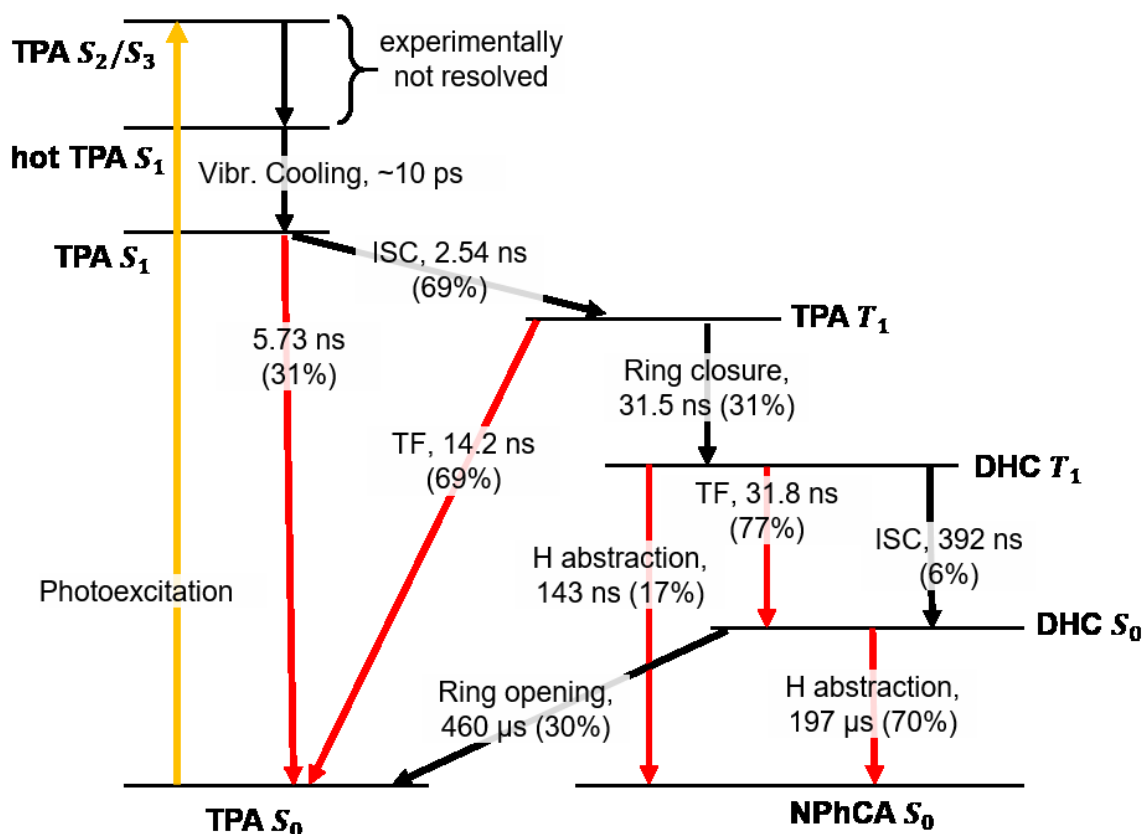 TPA S₂/S₃
experimentally
not resolved
hot TPA S₁
Vibr. Cooling, ~10 ps
TPA S₁
ISC, 2.54 ns
(69%)
TPA T₁
5.73 ns
(31%)
Ring closure,
31.5 ns (31%)
TF, 14.2 ns
(69%)
DHC T₁
TF, 31.8 ns
(77%)
ISC, 392 ns
(6%)
H abstraction,
143 ns (17%)
Photoexcitation
DHC S₀
Ring opening,
460 µs (30%)
H abstraction,
197 µs (70%)
TPA S₀
NPhCA S₀